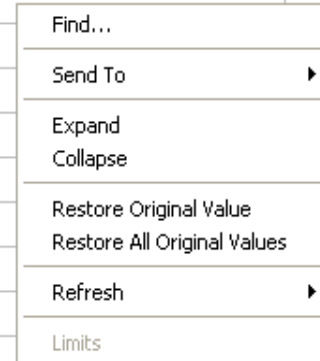 Find...
Send To
Expand
Collapse
Restore Original Value
Restore All Original Values
Refresh
Limits